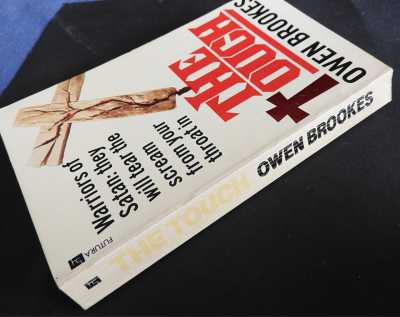 Warriors of
Satan: they
will tear the
scream
from your
throat in
THE
TOUCH
OWEN BROOKES
FUTURA
THE TOUCH OWEN BROOKES